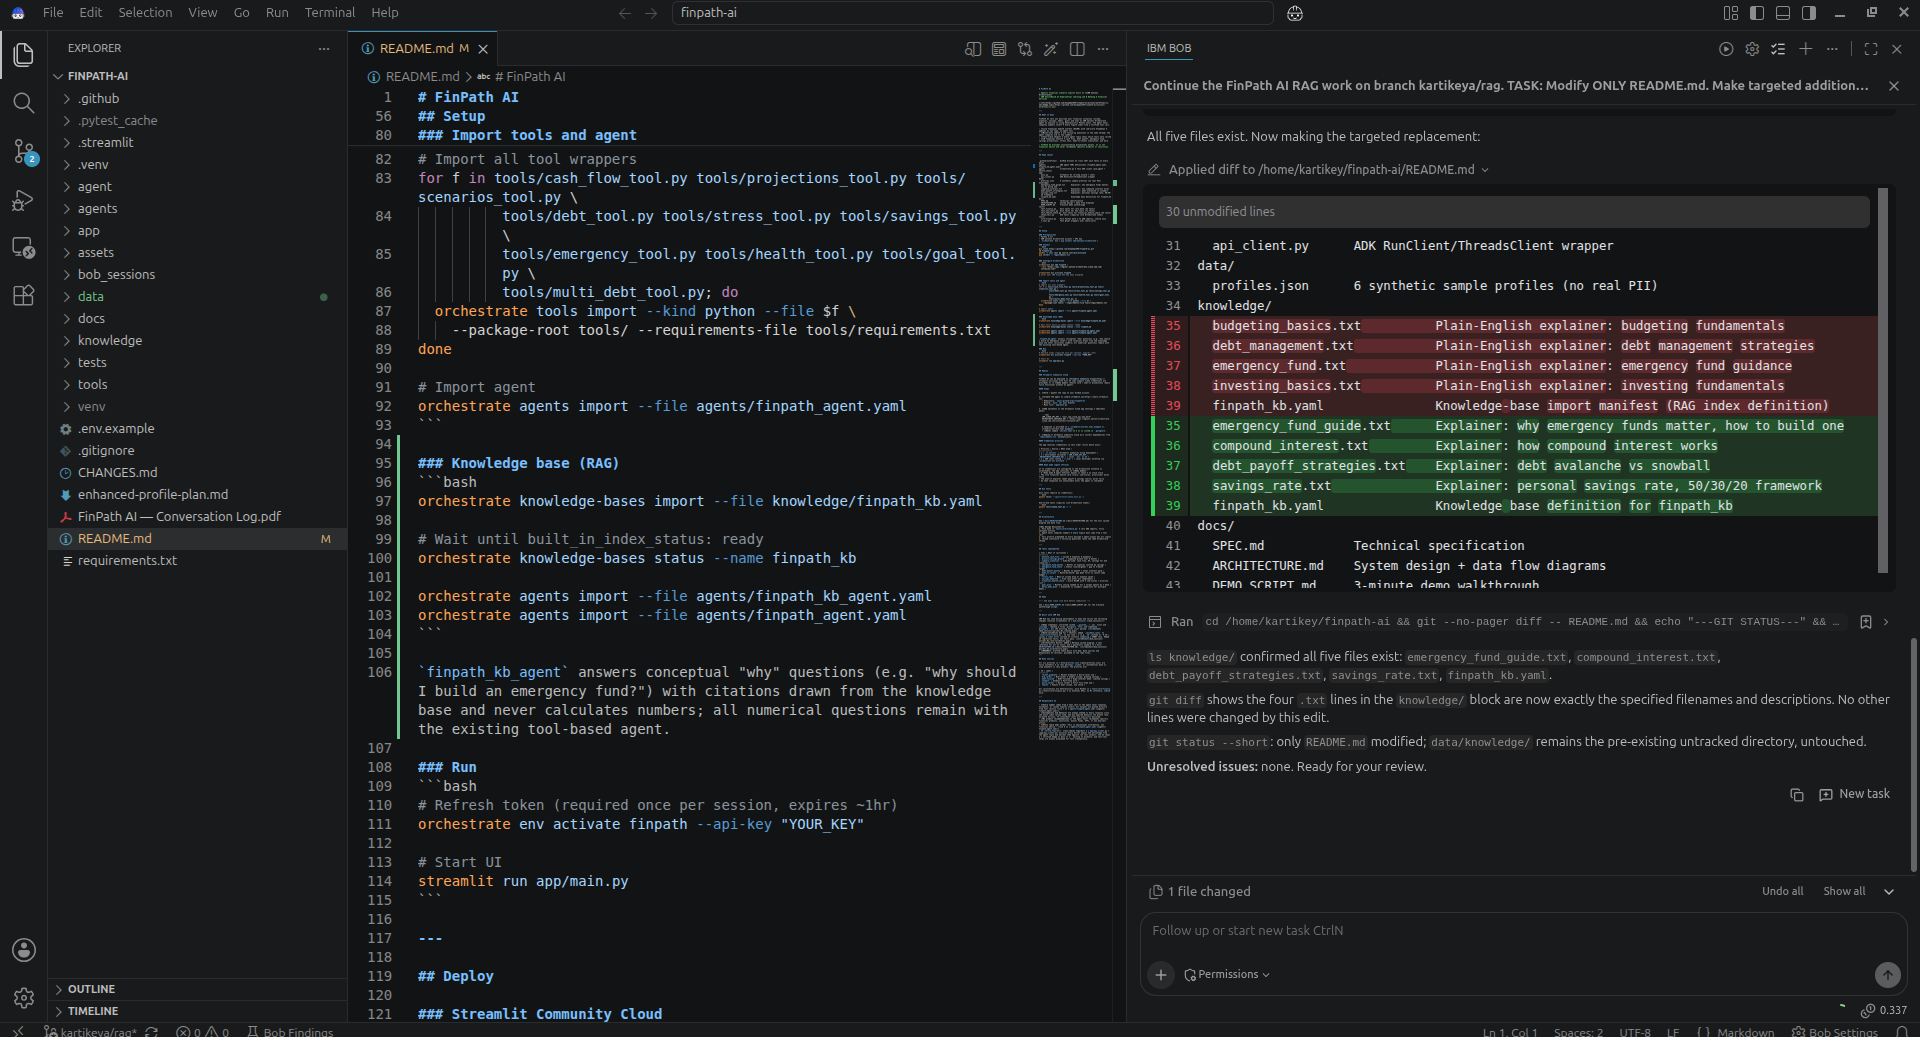 File Edit Selection View Go Run Terminal Help
finpath-ai
EXPLORER
FINPATH-AI
.github
.pytest_cache
.streamlit
.venv
agent
agents
app
assets
bob_sessions
data
docs
knowledge
tests
tools
venv
.env.example
.gitignore
CHANGES.md
enhanced-profile-plan.md
FinPath AI — Conversation Log.pdf
README.md M
requirements.txt
OUTLINE
TIMELINE
2
README.md M
README.md > abc # FinPath AI
1 # FinPath AI
56 ## Setup
80 ### Import tools and agent
82 # Import all tool wrappers
83 for f in tools/cash_flow_tool.py tools/projections_tool.py tools/
scenarios_tool.py \
84 tools/debt_tool.py tools/stress_tool.py tools/savings_tool.py
\
85 tools/emergency_tool.py tools/health_tool.py tools/goal_tool.
py \
86 tools/multi_debt_tool.py; do
87 orchestrate tools import --kind python --file $f \
88 --package-root tools/ --requirements-file tools/requirements.txt
89 done
90
91 # Import agent
92 orchestrate agents import --file agents/finpath_agent.yaml
93 ```
94
95 ### Knowledge base (RAG)
96 ```bash
97 orchestrate knowledge-bases import --file knowledge/finpath_kb.yaml
98
99 # Wait until built_in_index_status: ready
100 orchestrate knowledge-bases status --name finpath_kb
101
102 orchestrate agents import --file agents/finpath_kb_agent.yaml
103 orchestrate agents import --file agents/finpath_agent.yaml
104 ```
105
106 `finpath_kb_agent` answers conceptual "why" questions (e.g. "why should
I build an emergency fund?") with citations drawn from the knowledge
base and never calculates numbers; all numerical questions remain with
the existing tool-based agent.
107
108 ### Run
109 ```bash
110 # Refresh token (required once per session, expires ~1hr)
111 orchestrate env activate finpath --api-key "YOUR_KEY"
112
113 # Start UI
114 streamlit run app/main.py
115 ```
116
117 ---
118
119 ## Deploy
120
121 ### Streamlit Community Cloud
IBM BOB
Continue the FinPath AI RAG work on branch kartikeya/rag. TASK: Modify ONLY README.md. Make targeted addition...
All five files exist. Now making the targeted replacement:
Applied diff to /home/kartikey/finpath-ai/README.md
30 unmodified lines
31 api_client.py ADK RunClient/ThreadsClient wrapper
32 data/
33 profiles.json 6 synthetic sample profiles (no real PII)
34 knowledge/
35 budgeting_basics.txt Plain-English explainer: budgeting fundamentals
36 debt_management.txt Plain-English explainer: debt management strategies
37 emergency_fund.txt Plain-English explainer: emergency fund guidance
38 investing_basics.txt Plain-English explainer: investing fundamentals
39 finpath_kb.yaml Knowledge-base import manifest (RAG index definition)
35 emergency_fund_guide.txt Explainer: why emergency funds matter, how to build one
36 compound_interest.txt Explainer: how compound interest works
37 debt_payoff_strategies.txt Explainer: debt avalanche vs snowball
38 savings_rate.txt Explainer: personal savings rate, 50/30/20 framework
39 finpath_kb.yaml Knowledge base definition for finpath_kb
40 docs/
41 SPEC.md Technical specification
42 ARCHITECTURE.md System design + data flow diagrams
43 DEMO_SCRIPT.md 3-minute demo walkthrough
Ran cd /home/kartikey/finpath-ai && git --no-pager diff -- README.md && echo "---GIT STATUS---" && …
ls knowledge/ confirmed all five files exist: emergency_fund_guide.txt, compound_interest.txt,
debt_payoff_strategies.txt, savings_rate.txt, finpath_kb.yaml.
git diff shows the four .txt lines in the knowledge/ block are now exactly the specified filenames and descriptions. No other
lines were changed by this edit.
git status --short: only README.md modified; data/knowledge/ remains the pre-existing untracked directory, untouched.
Unresolved issues: none. Ready for your review.
New task
1 file changed Undo all Show all
Follow up or start new task CtrlN
Permissions
0.337
kartikeya/rag* 0 0 Bob Findings
Ln 1, Col 1 Spaces: 2 UTF-8 LF { } Markdown Bob Settings